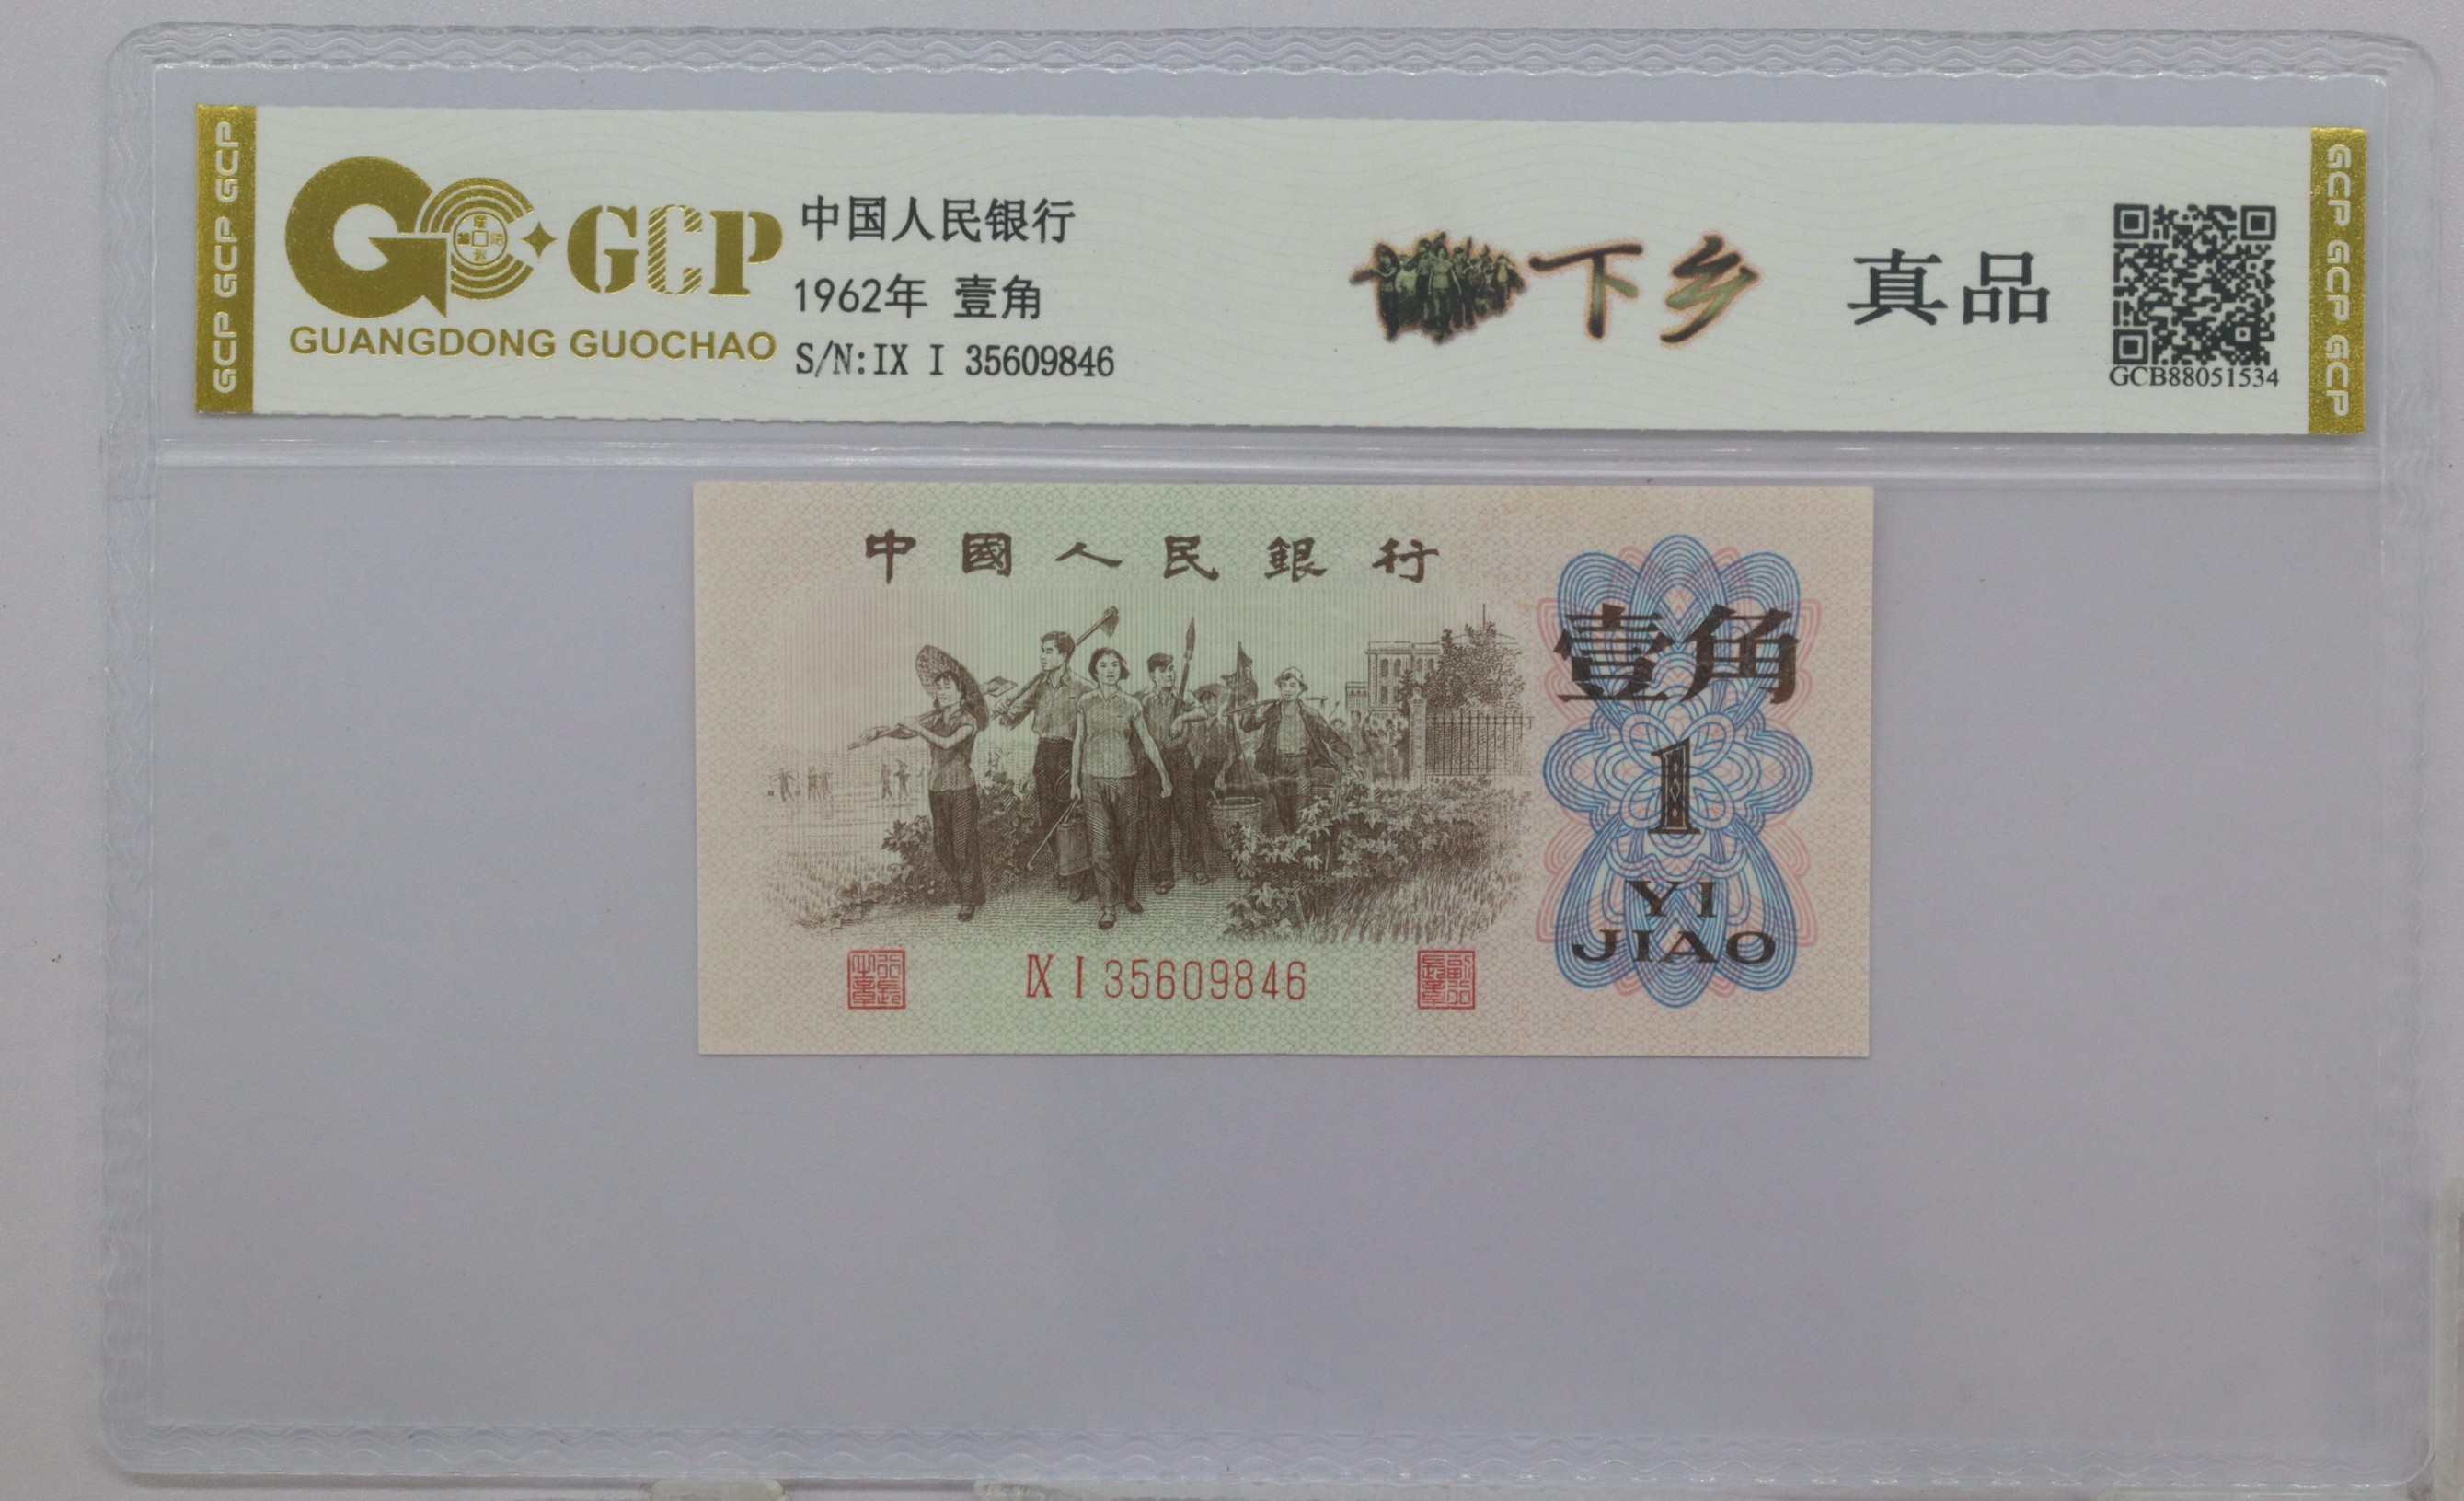 GCP GCP GCP
GCP
GUANGDONG GUOCHAO
中国人民银行
1962年 壹角
S/N:IX I 35609846
下乡
真品
GCB88051534
GCP GCP GCP
中國人民銀行
壹角
1
YI
JIAO
IX I 35609846